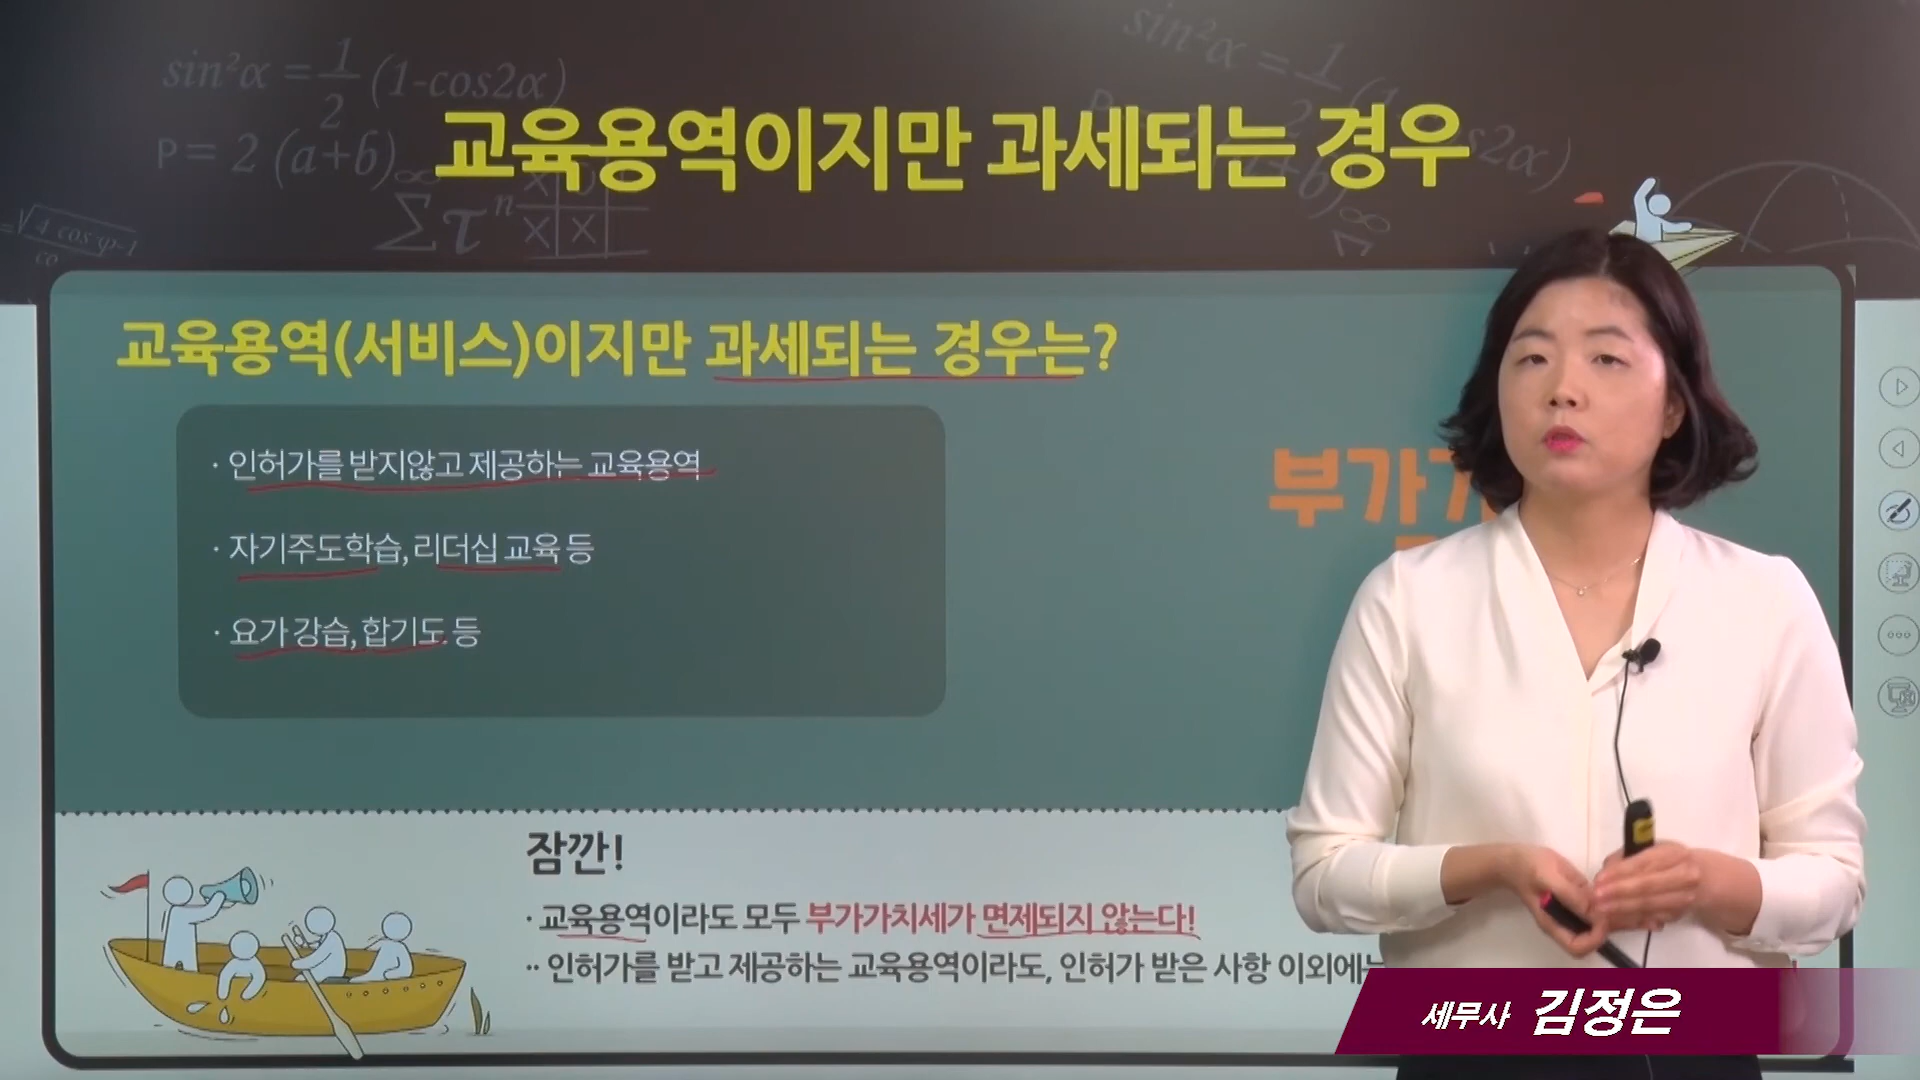 sin²α = 1/2 (1-cos2α)
P = 2 (a+b)
교육용역이지만 과세되는 경우
교육용역(서비스)이지만 과세되는 경우는?
· 인허가를 받지않고 제공하는 교육용역
· 자기주도학습, 리더십 교육 등
· 요가 강습, 합기도 등
부가가
잠깐!
· 교육용역이라도 모두 부가가치세가 면제되지 않는다!
·· 인허가를 받고 제공하는 교육용역이라도, 인허가 받은 사항 이외에는
세무사 김정은